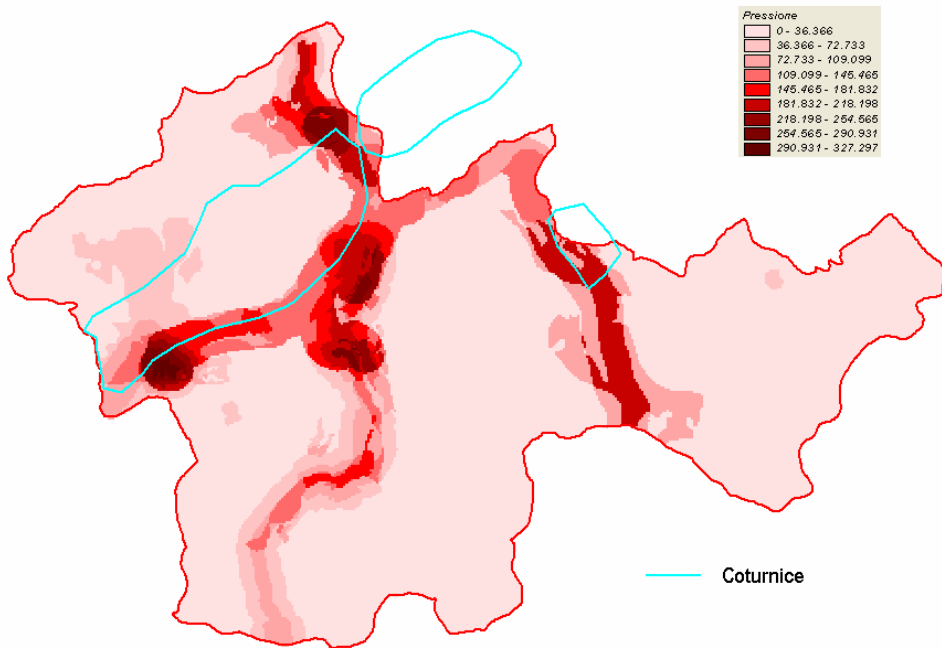 Pressione
0 - 36.366
36.366 - 72.733
72.733 - 109.099
109.099 - 145.465
145.465 - 181.832
181.832 - 218.198
218.198 - 254.565
254.565 - 290.931
290.931 - 327.297
Coturnice